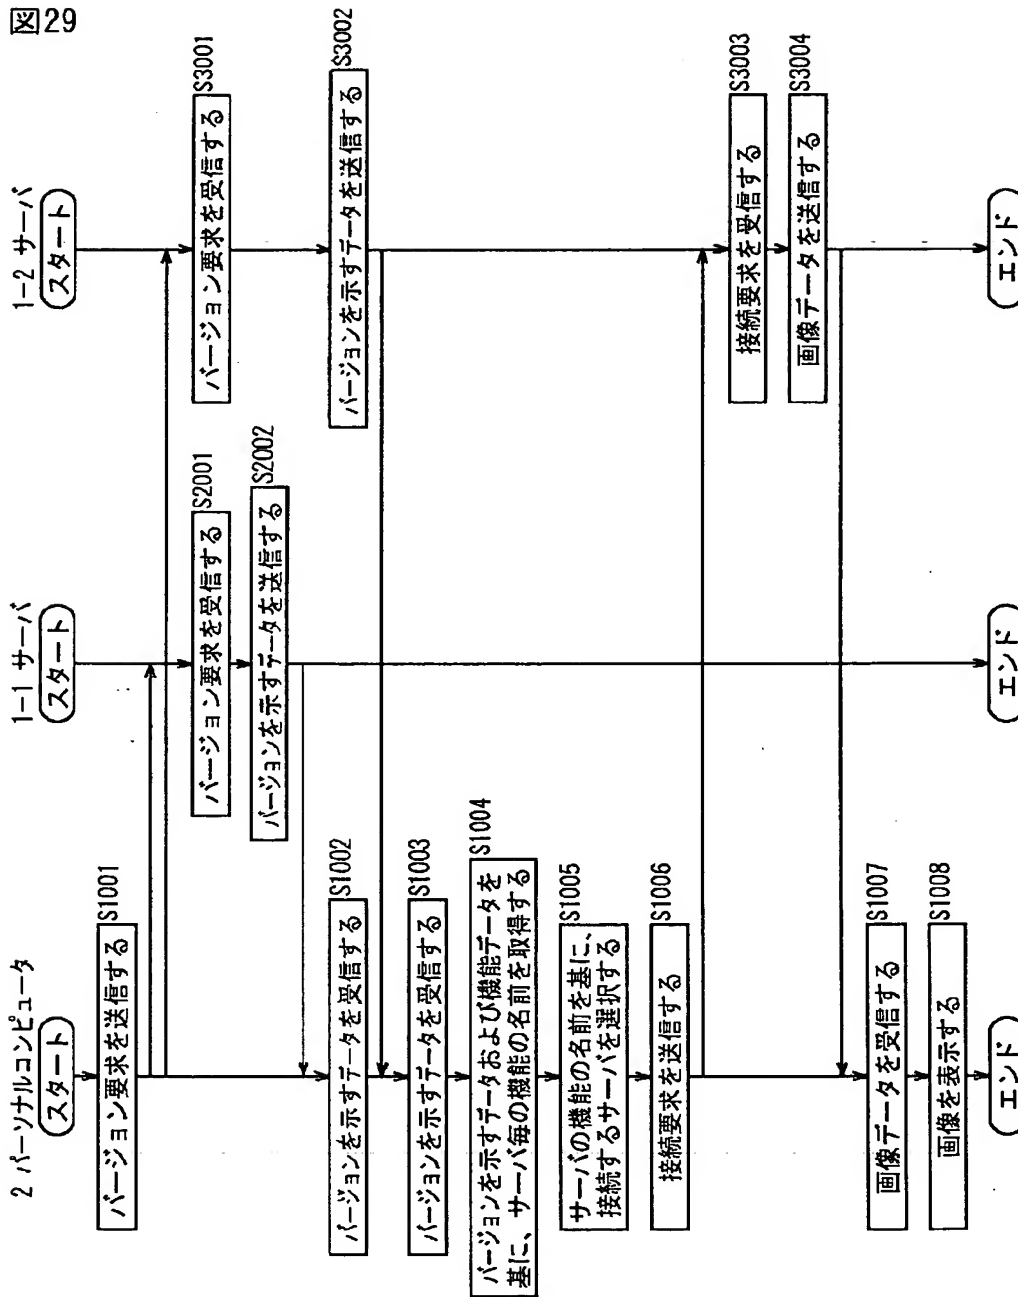 図29
2 パーソナルコンピュータ
スタート
S1001
バージョン要求を送信する
S1002
バージョンを示すデータを受信する
S1003
バージョンを示すデータを受信する
S1004
バージョンを示すデータおよび機能データを
基に、サーバ毎の機能の名前を取得する
S1005
サーバの機能の名前を基に、
接続するサーバを選択する
S1006
接続要求を送信する
S1007
画像データを受信する
S1008
画像を表示する
エンド
1-1 サーバ
スタート
S2001
バージョン要求を受信する
S2002
バージョンを示すデータを送信する
エンド
1-2 サーバ
スタート
S3001
バージョン要求を受信する
S3002
バージョンを示すデータを送信する
S3003
接続要求を受信する
S3004
画像データを送信する
エンド